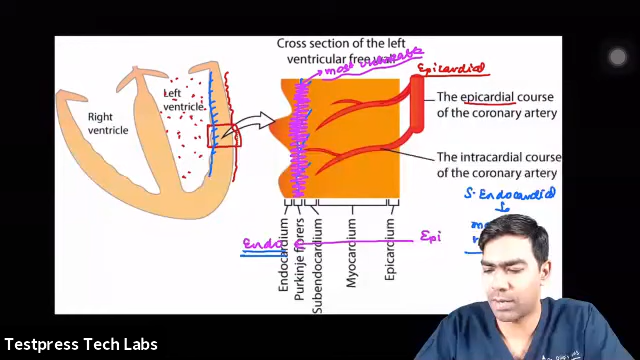 Cross section of the left
ventricular free
most vulnerable
Epicardial
Left
ventricle
Right
ventricle
The epicardial course
of the coronary artery
The intracardial course
of the coronary artery
S. Endocardial
Endo
Epi
Endocardium
Purkinje fibrers
Subendocardium
Myocardium
Epicardium
Testpress Tech Labs